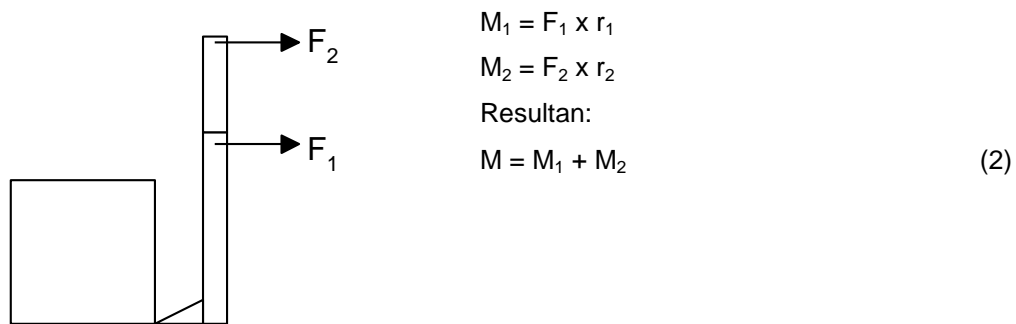 F₂
F₁
M₁ = F₁ x r₁
M₂ = F₂ x r₂
Resultan:
M = M₁ + M₂ (2)